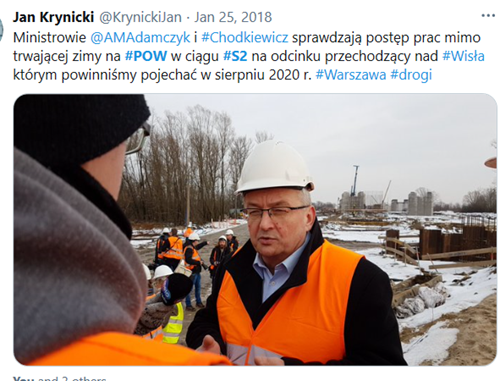 Jan Krynicki @KrynickiJan · Jan 25, 2018
Ministrowie @AMAdamczyk i #Chodkiewicz sprawdzają postęp prac mimo
trwającej zimy na #POW w ciągu #S2 na odcinku przechodzący nad #Wisła
którym powinniśmy pojechać w sierpniu 2020 r. #Warszawa #drogi
You and 2 others